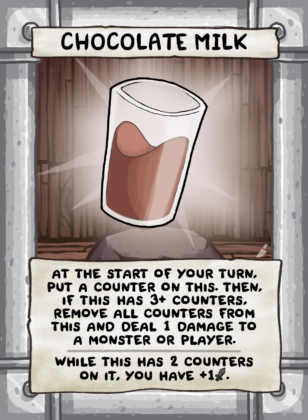 CHOCOLATE MILK
AT THE START OF YOUR TURN,
PUT A COUNTER ON THIS. THEN,
IF THIS HAS 3+ COUNTERS,
REMOVE ALL COUNTERS FROM
THIS AND DEAL 1 DAMAGE TO
A MONSTER OR PLAYER.
WHILE THIS HAS 2 COUNTERS
ON IT, YOU HAVE +1.